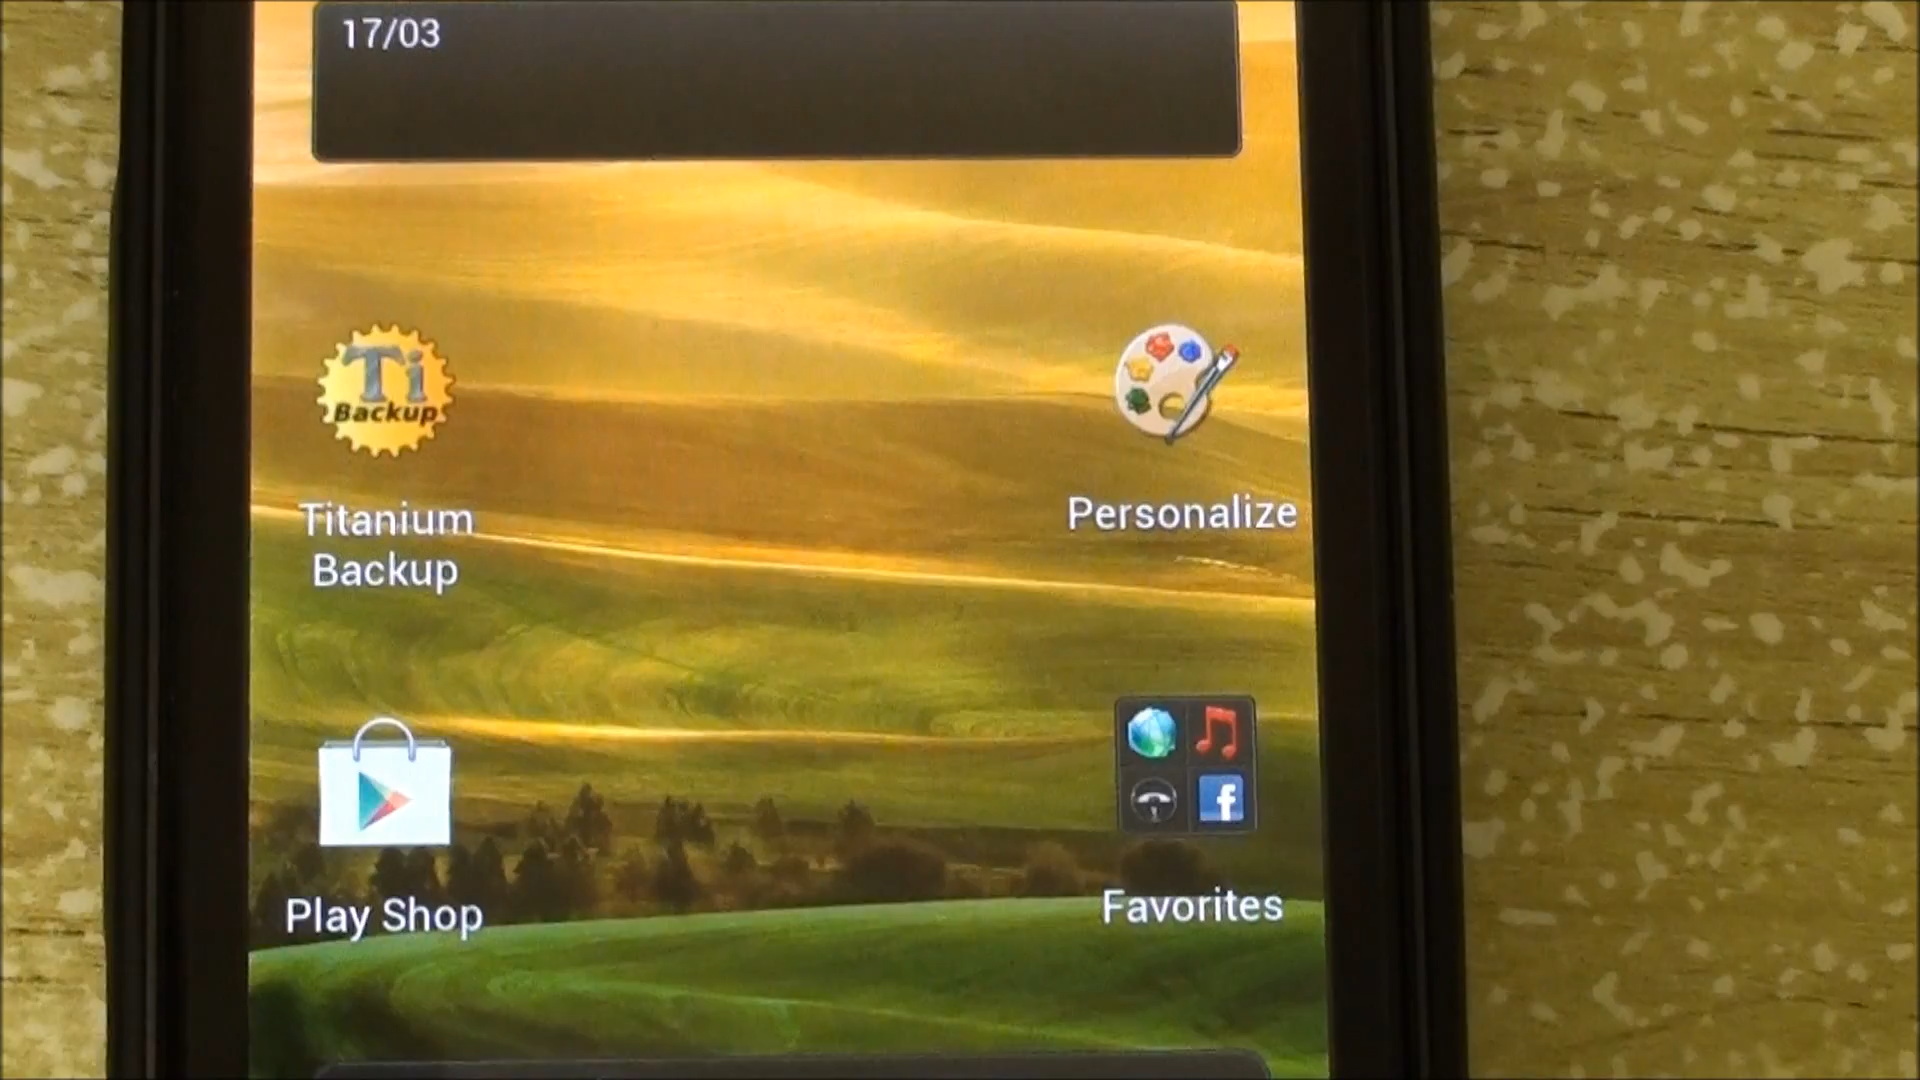 17/03
Ti
Backup
Titanium
Backup
Personalize
f
Play Shop
Favorites